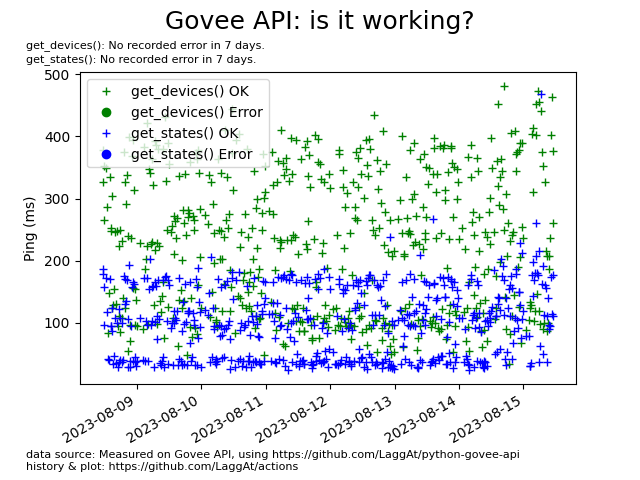 Govee API: is it working?
get_devices(): No recorded error in 7 days.
get_states(): No recorded error in 7 days.
500
400
300
200
100
Ping (ms)
get_devices() OK
get_devices() Error
get_states() OK
get_states() Error
2023-08-09
2023-08-10
2023-08-11
2023-08-12
2023-08-13
2023-08-14
2023-08-15
data source: Measured on Govee API, using https://github.com/LaggAt/python-govee-api
history & plot: https://github.com/LaggAt/actions